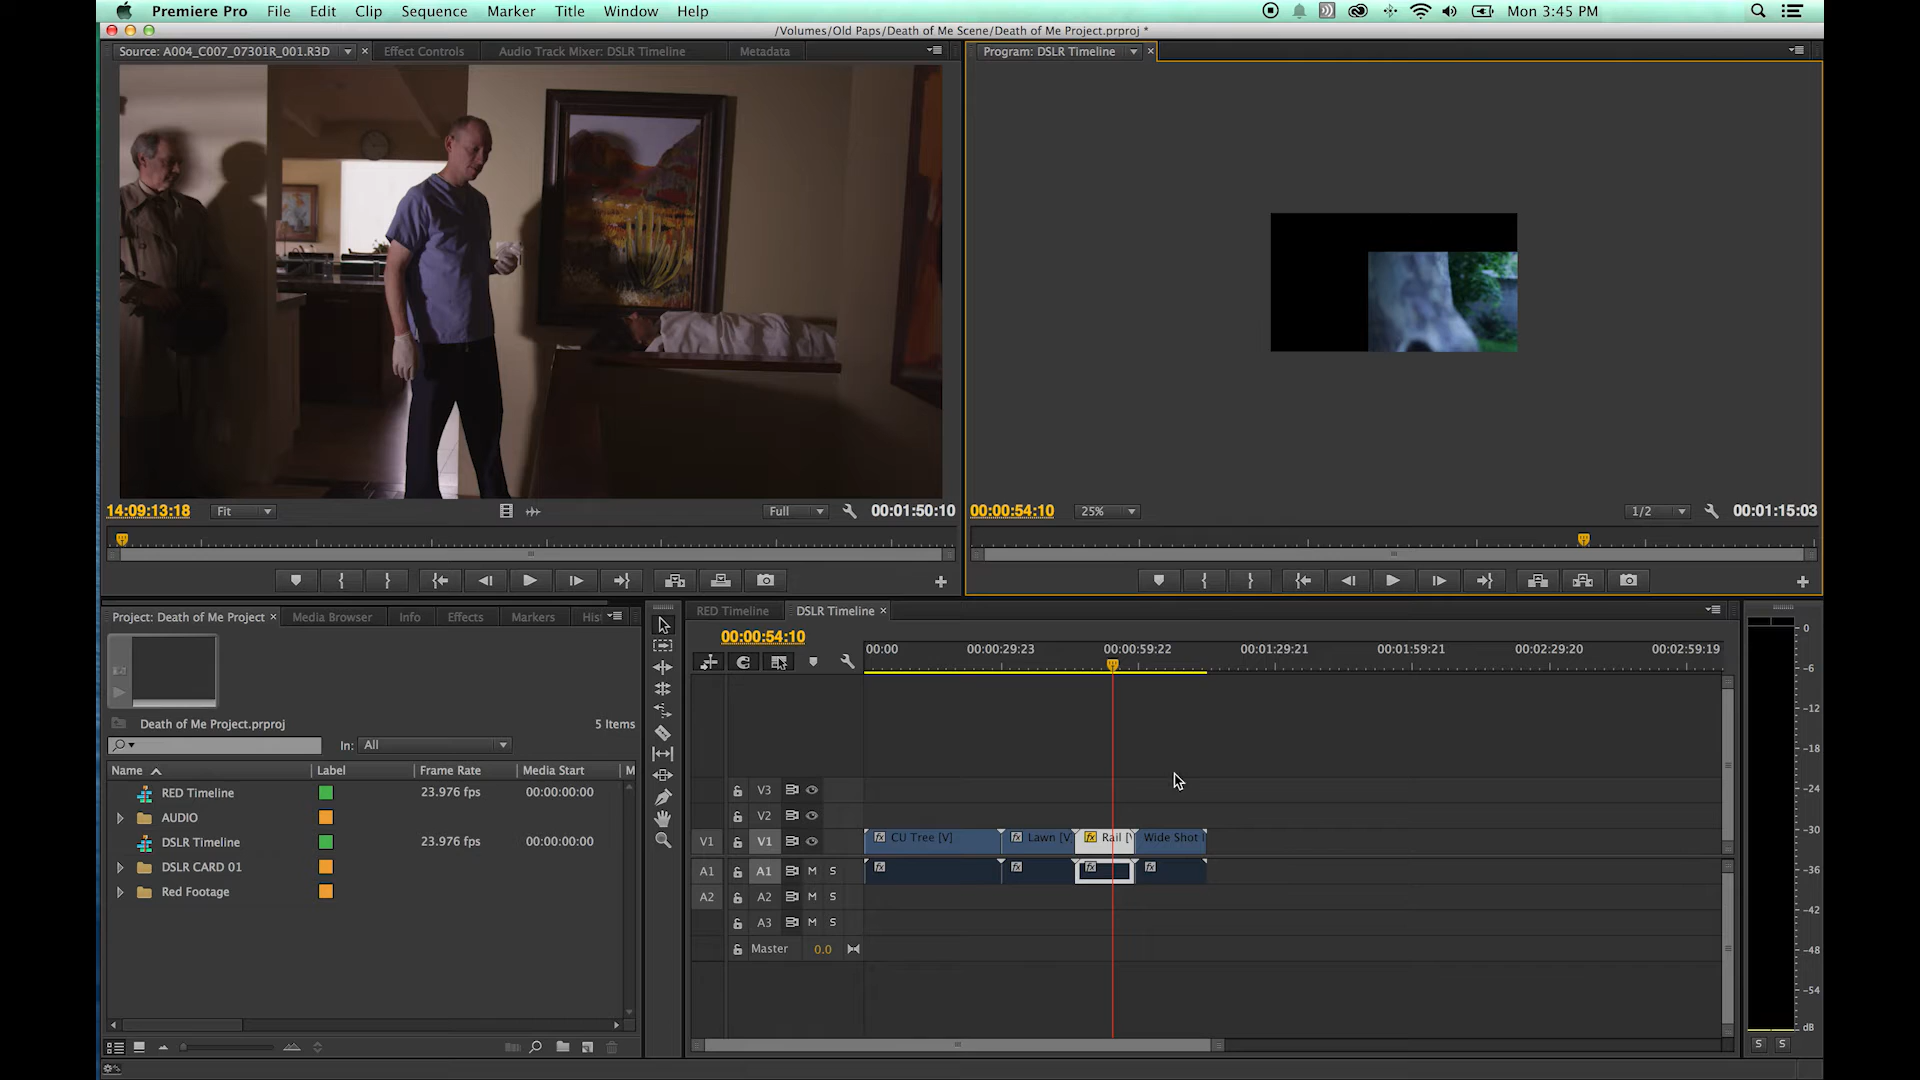 Premiere Pro File Edit Clip Sequence Marker Title Window Help Mon 3:45 PM
/Volumes/Old Paps/Death of Me Scene/Death of Me Project.prproj *
Source: A004_C007_07301R_001.R3D Effect Controls Audio Track Mixer: DSLR Timeline Metadata
Program: DSLR Timeline
14:09:13:18 Fit Full 00:01:50:10
00:00:54:10 25% 1/2 00:01:15:03
Project: Death of Me Project Media Browser Info Effects Markers His
Death of Me Project.prproj 5 Items
In: All
Name Label Frame Rate Media Start M
RED Timeline 23.976 fps 00:00:00:00
AUDIO
DSLR Timeline 23.976 fps 00:00:00:00
DSLR CARD 01
Red Footage
RED Timeline DSLR Timeline
00:00:54:10
00:00 00:00:29:23 00:00:59:22 00:01:29:21 00:01:59:21 00:02:29:20 00:02:59:19
V3
V2
V1 V1 fx CU Tree [V] fx Lawn [V] fx Rail [V Wide Shot
A1 A1 M S fx fx fx fx
A2 A2 M S
A3 M S
Master 0.0
0
-6
-12
-18
-24
-30
-36
-42
-48
-54
dB
S S